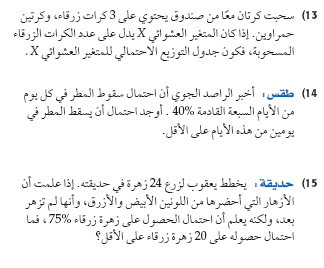 (13 سحبت كرتان معًا من صندوق يحتوي على 3 كرات زرقاء، وكرتين
حمراوين. إذا كان المتغير العشوائي X يدل على عدد الكرات الزرقاء
المسحوبة، فكوِّن جدول التوزيع الاحتمالي للمتغير العشوائي X.
(14 طقس: أخبر الراصد الجوي أن احتمال سقوط المطر في كل يوم
من الأيام السبعة القادمة 40%. أوجد احتمال أن يسقط المطر في
يومين من هذه الأيام على الأقل.
(15 حديقة: يخطط يعقوب لزرع 24 زهرة في حديقته. إذا علمت أن
الأزهار التي أحضرها من اللونين الأبيض والأزرق، وأنها لم تزهر
بعد، ولكنه يعلم أن احتمال الحصول على زهرة زرقاء 75%، فما
احتمال حصوله على 20 زهرة زرقاء على الأقل؟